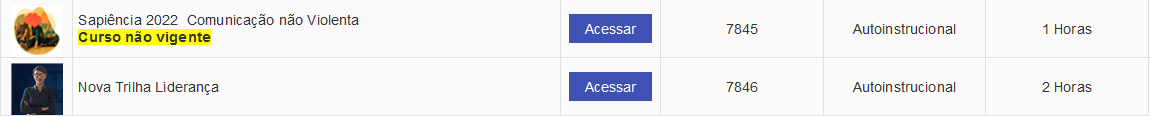 Sapiência 2022  Comunicação não Violenta
Curso não vigente
Acessar
7845
Autoinstrucional
1 Horas
Nova Trilha Liderança
Acessar
7846
Autoinstrucional
2 Horas